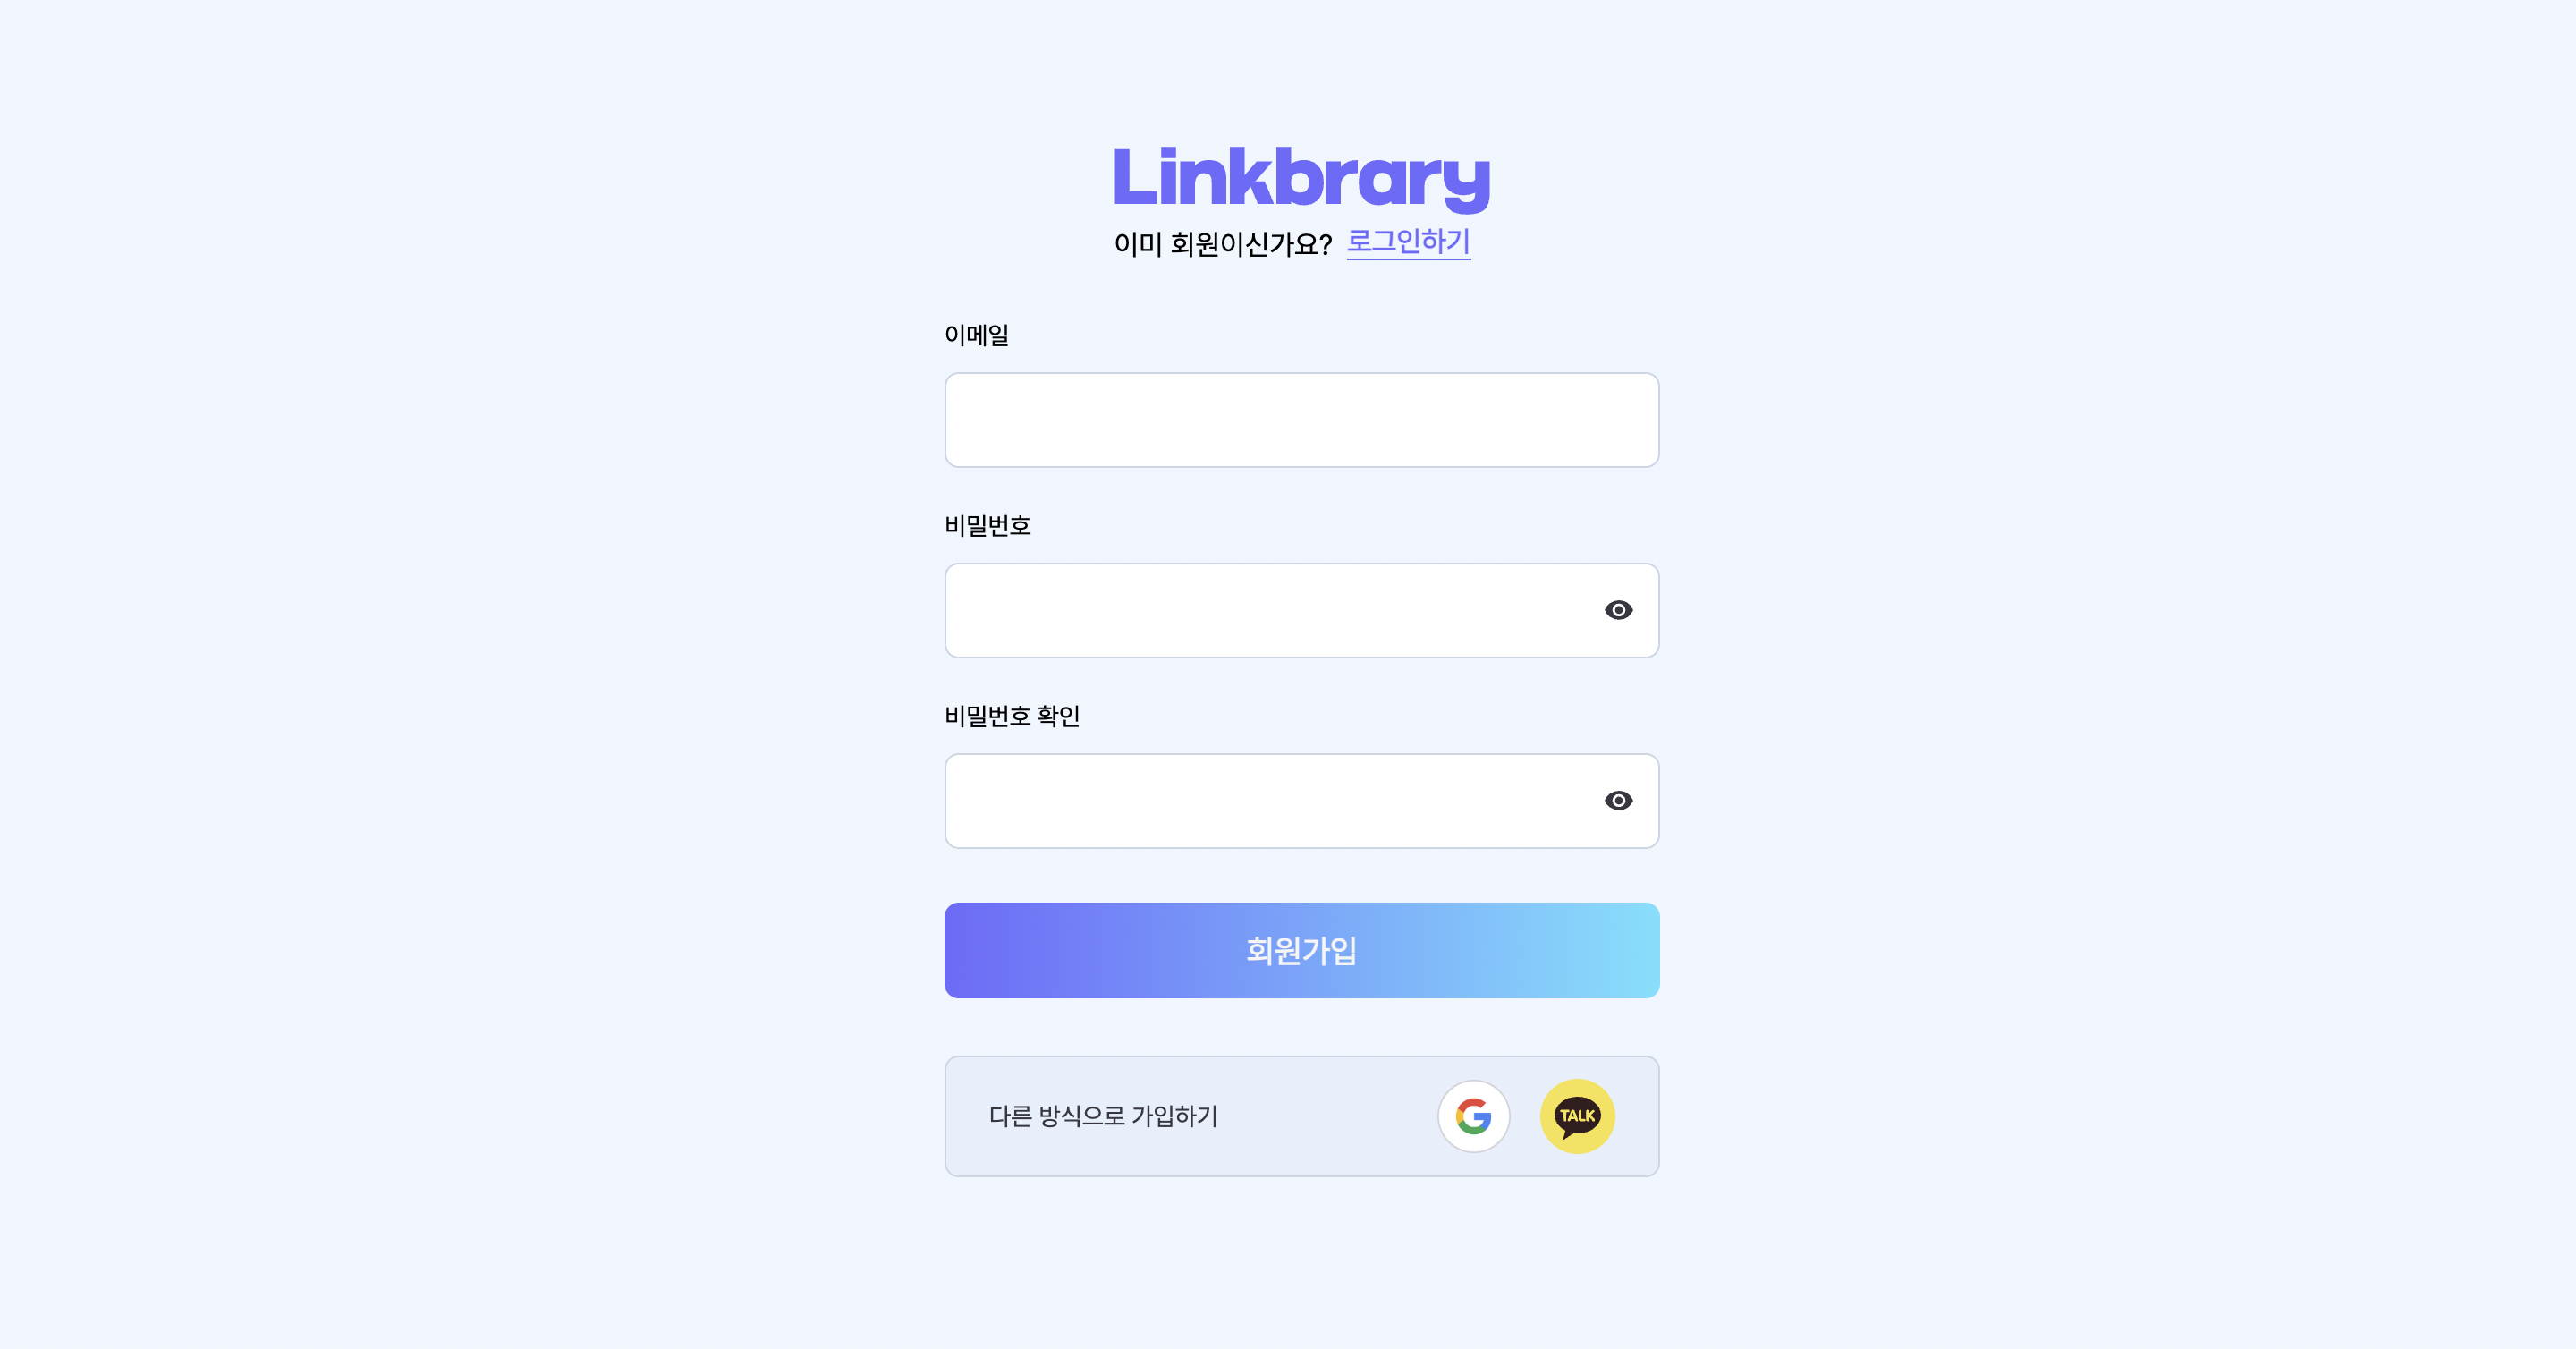 Linkbrary
이미 회원이신가요? 로그인하기
이메일
비밀번호
비밀번호 확인
회원가입
다른 방식으로 가입하기
TALK